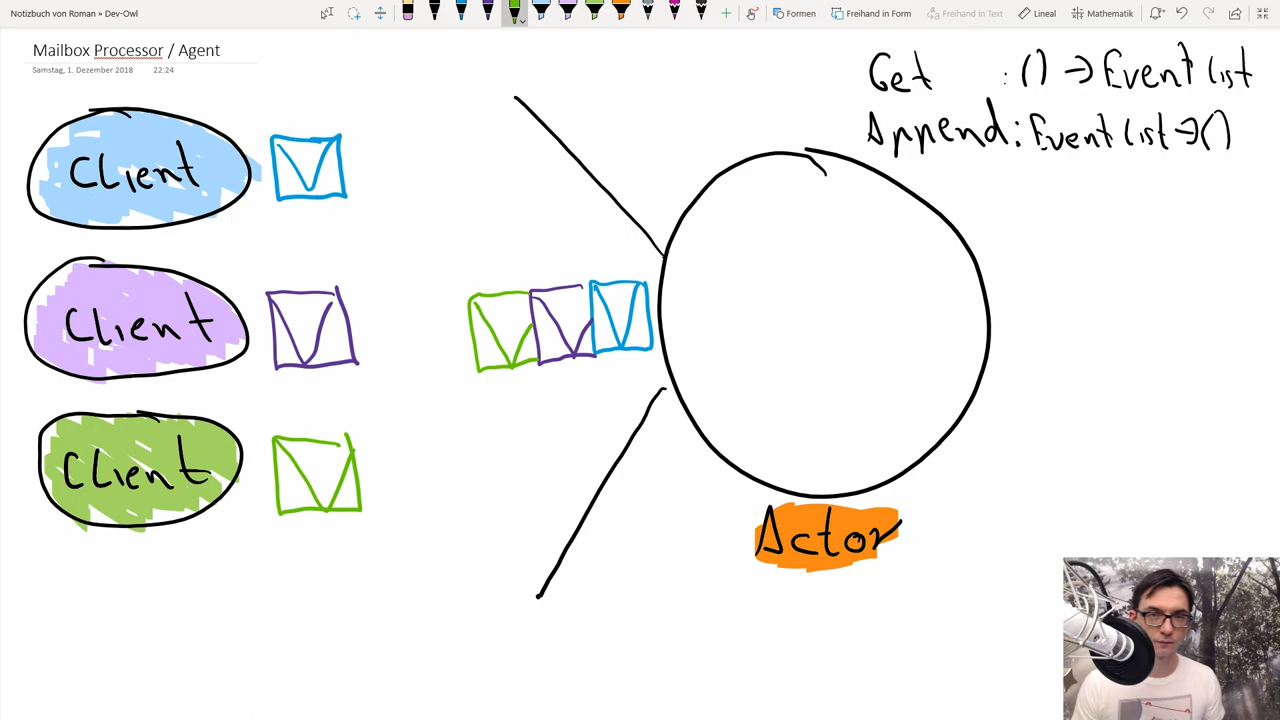 Notizbuch von Roman » Dev-Owl
Formen
Freihand in Form
Freihand in Text
Lineal
Mathematik
Mailbox Processor / Agent
Samstag, 1. Dezember 2018 22:24
Get : () → Event list
Append : Event list → ()
Client
Client
Client
Actor